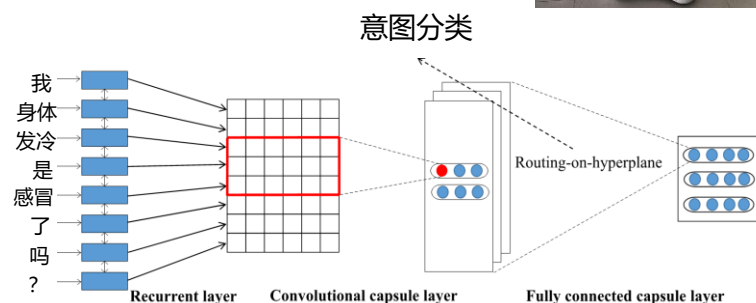 意图分类
我
身体
发冷
是
感冒
了
吗
？
Routing-on-hyperplane
Recurrent layer
Convolutional capsule layer
Fully connected capsule layer